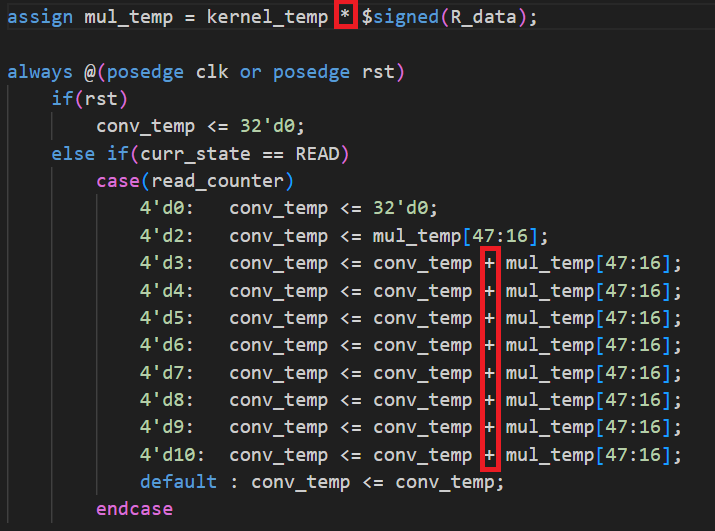 assign mul_temp = kernel_temp * $signed(R_data);
always @(posedge clk or posedge rst)
if(rst)
conv_temp <= 32'd0;
else if(curr_state == READ)
case(read_counter)
4'd0: conv_temp <= 32'd0;
4'd2: conv_temp <= mul_temp[47:16];
4'd3: conv_temp <= conv_temp + mul_temp[47:16];
4'd4: conv_temp <= conv_temp + mul_temp[47:16];
4'd5: conv_temp <= conv_temp + mul_temp[47:16];
4'd6: conv_temp <= conv_temp + mul_temp[47:16];
4'd7: conv_temp <= conv_temp + mul_temp[47:16];
4'd8: conv_temp <= conv_temp + mul_temp[47:16];
4'd9: conv_temp <= conv_temp + mul_temp[47:16];
4'd10: conv_temp <= conv_temp + mul_temp[47:16];
default : conv_temp <= conv_temp;
endcase